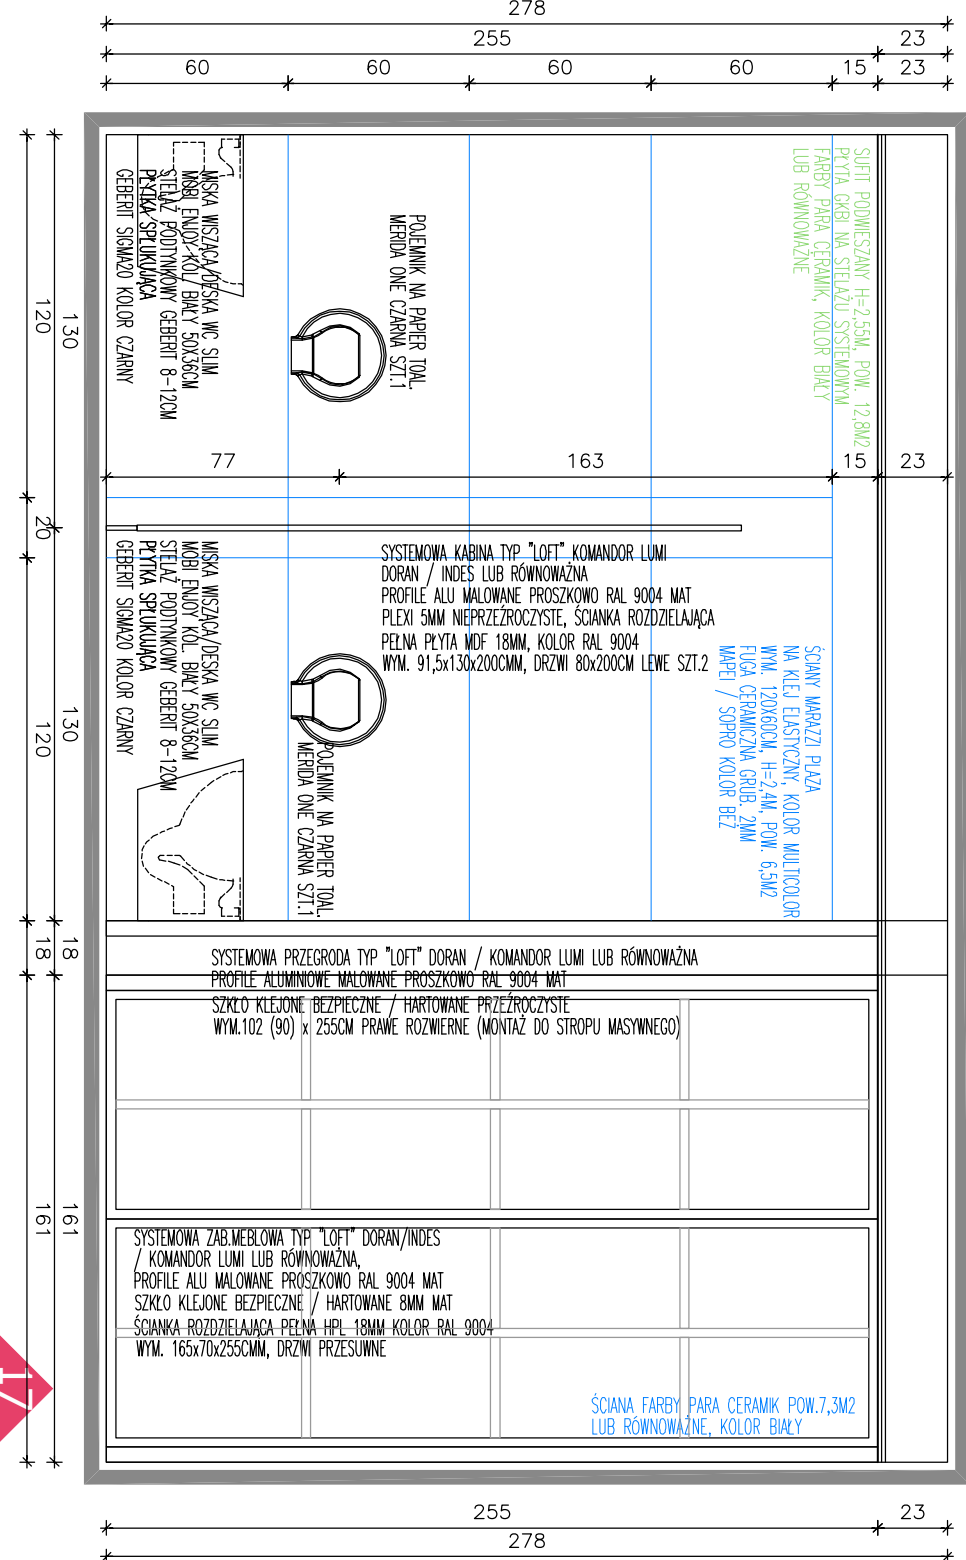 278
255
23
60
60
60
60
15
23
SUFIT PODWIESZANY H=2,55M, POW. 12,8M2
PŁYTA GKBI NA STELAŻU SYSTEMOWYM
FARBY PARA CERAMIK, KOLOR BIAŁY
LUB RÓWNOWAŻNE
POJEMNIK NA PAPIER TOAL.
MERIDA ONE CZARNA SZT.1
MISKA WISZĄCA/DESKA WC SLIM
MOBI ENJOY KOL. BIAŁY 50X36CM
STELAŻ PODTYNKOWY GEBERIT 8-12CM
PŁYTKA SPŁUKUJĄCA
GEBERIT SIGMA20 KOLOR CZARNY
130
120
77
163
15
23
20
MISKA WISZĄCA/DESKA WC SLIM
MOBI ENJOY KOL. BIAŁY 50X36CM
STELAŻ PODTYNKOWY GEBERIT 8-12CM
PŁYTKA SPŁUKUJĄCA
GEBERIT SIGMA20 KOLOR CZARNY
SYSTEMOWA KABINA TYP "LOFT" KOMANDOR LUMI
DORAN / INDES LUB RÓWNOWAŻNA
PROFILE ALU MALOWANE PROSZKOWO RAL 9004 MAT
PLEXI 5MM NIEPRZEŹROCZYSTE, ŚCIANKA ROZDZIELAJĄCA
PEŁNA PŁYTA MDF 18MM, KOLOR RAL 9004
WYM. 91,5x130x200CMM, DRZWI 80x200CM LEWE SZT.2
ŚCIANY MARAZZI PLAZA
NA KLEJ ELASTYCZNY, KOLOR MULTICOLOR
WYM. 120X60CM, H=2,4M, POW. 6,5M2
FUGA CERAMICZNA GRUB. 2MM
MAPEI / SOPRO KOLOR BEŻ
130
120
POJEMNIK NA PAPIER TOAL.
MERIDA ONE CZARNA SZT.1
18
18
SYSTEMOWA PRZEGRODA TYP "LOFT" DORAN / KOMANDOR LUMI LUB RÓWNOWAŻNA
PROFILE ALUMINIOWE MALOWANE PROSZKOWO RAL 9004 MAT
SZKŁO KLEJONE BEZPIECZNE / HARTOWANE PRZEŹROCZYSTE
WYM.102 (90) x 255CM PRAWE ROZWIERNE (MONTAŻ DO STROPU MASYWNEGO)
161
161
SYSTEMOWA ZAB.MEBLOWA TYP "LOFT" DORAN/INDES
/ KOMANDOR LUMI LUB RÓWNOWAŻNA,
PROFILE ALU MALOWANE PROSZKOWO RAL 9004 MAT
SZKŁO KLEJONE BEZPIECZNE / HARTOWANE 8MM MAT
ŚCIANKA ROZDZIELAJĄCA PEŁNA HPL 18MM KOLOR RAL 9004
WYM. 165x70x255CMM, DRZWI PRZESUWNE
17
ŚCIANA FARBY PARA CERAMIK POW.7,3M2
LUB RÓWNOWAŻNE, KOLOR BIAŁY
255
23
278